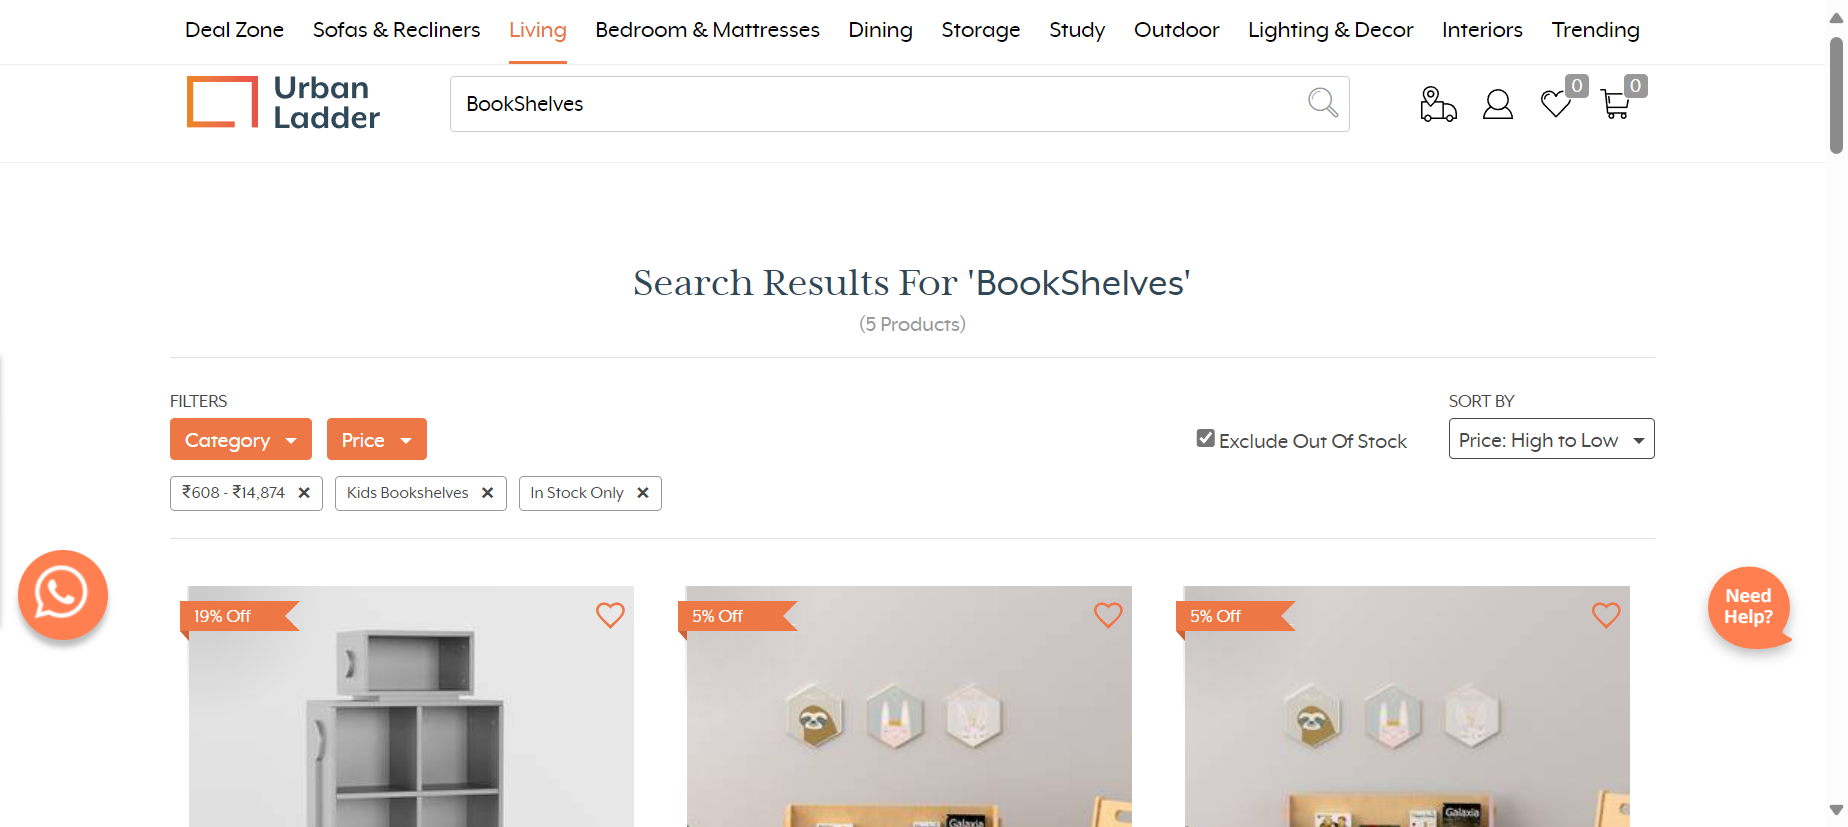 Deal Zone Sofas & Recliners Living Bedroom & Mattresses Dining Storage Study Outdoor Lighting & Decor Interiors Trending
Urban
Ladder
BookShelves
0
0
Search Results For 'BookShelves'
(5 Products)
FILTERS
SORT BY
Category
Price
Exclude Out Of Stock
Price: High to Low
₹608 - ₹14,874
Kids Bookshelves
In Stock Only
Need
Help?
19% Off
5% Off
5% Off
Galaxia
Galaxia